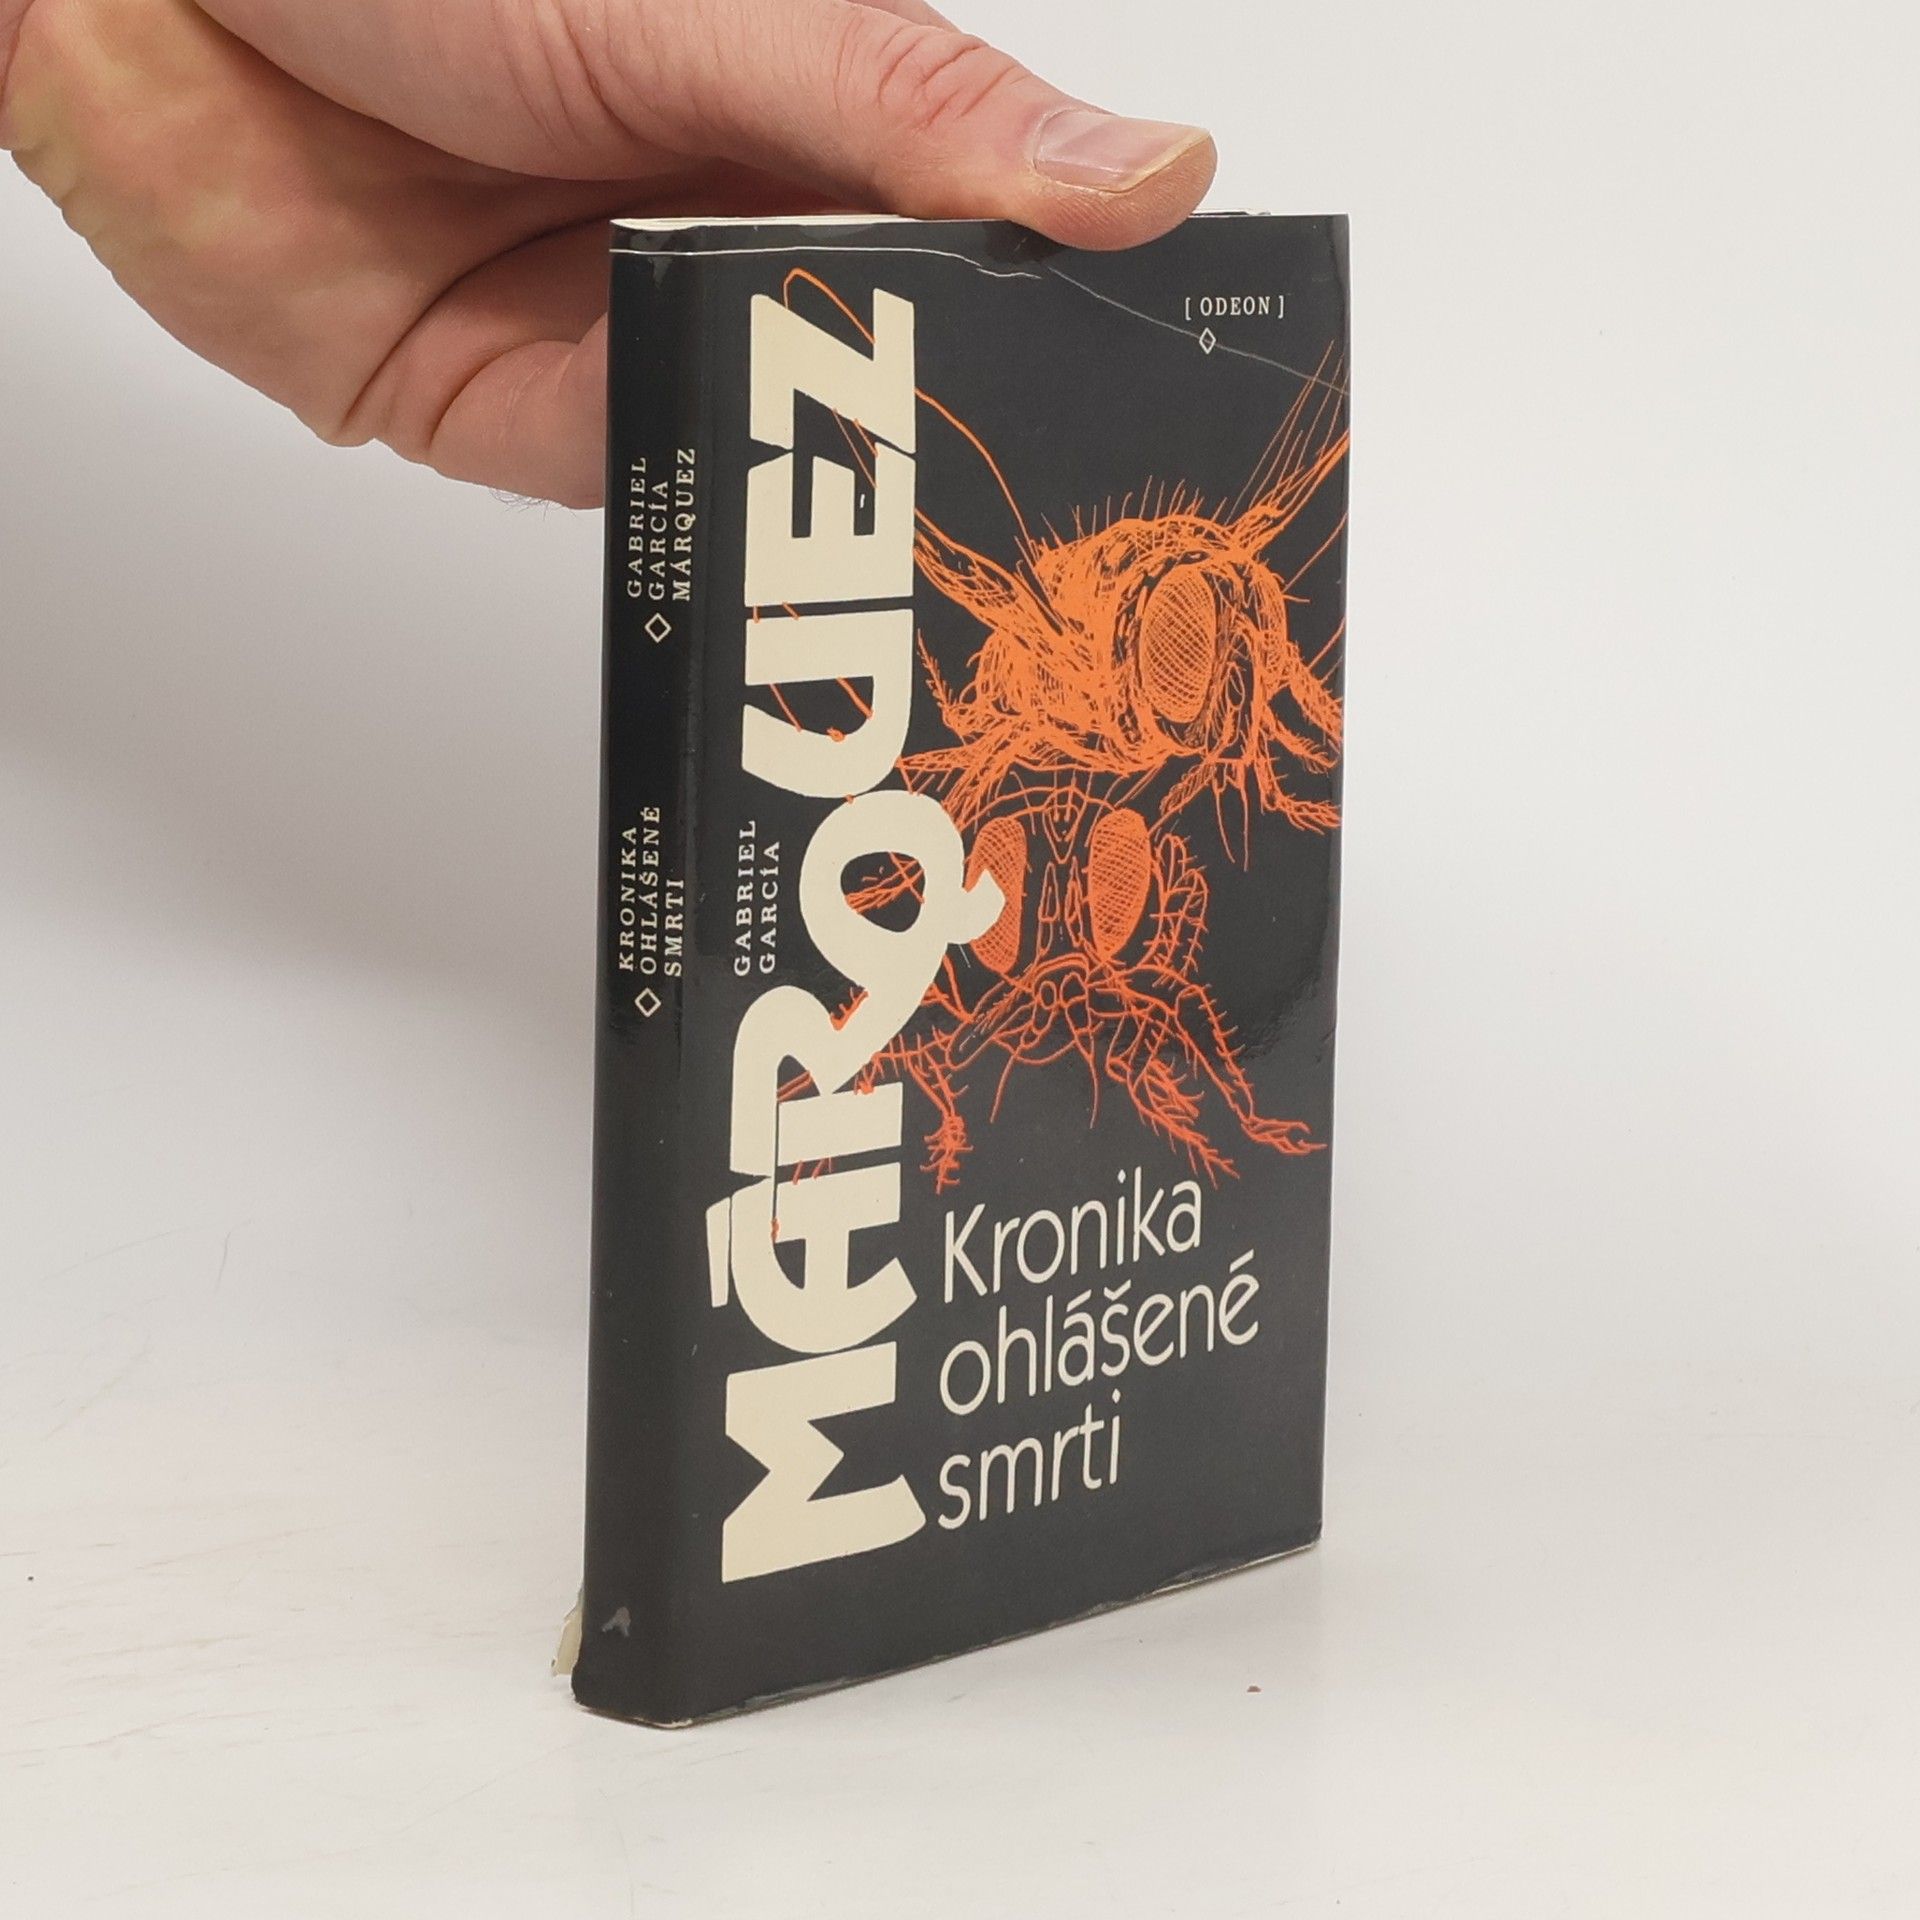 GABRIEL
GARCÍA
MÁRQUEZ
KRONIKA
OHLÁŠENÉ
SMRTI
[ ODEON ]
GABRIEL
GARCÍA
MÁRQUEZ
Kronika
ohlášené
smrti